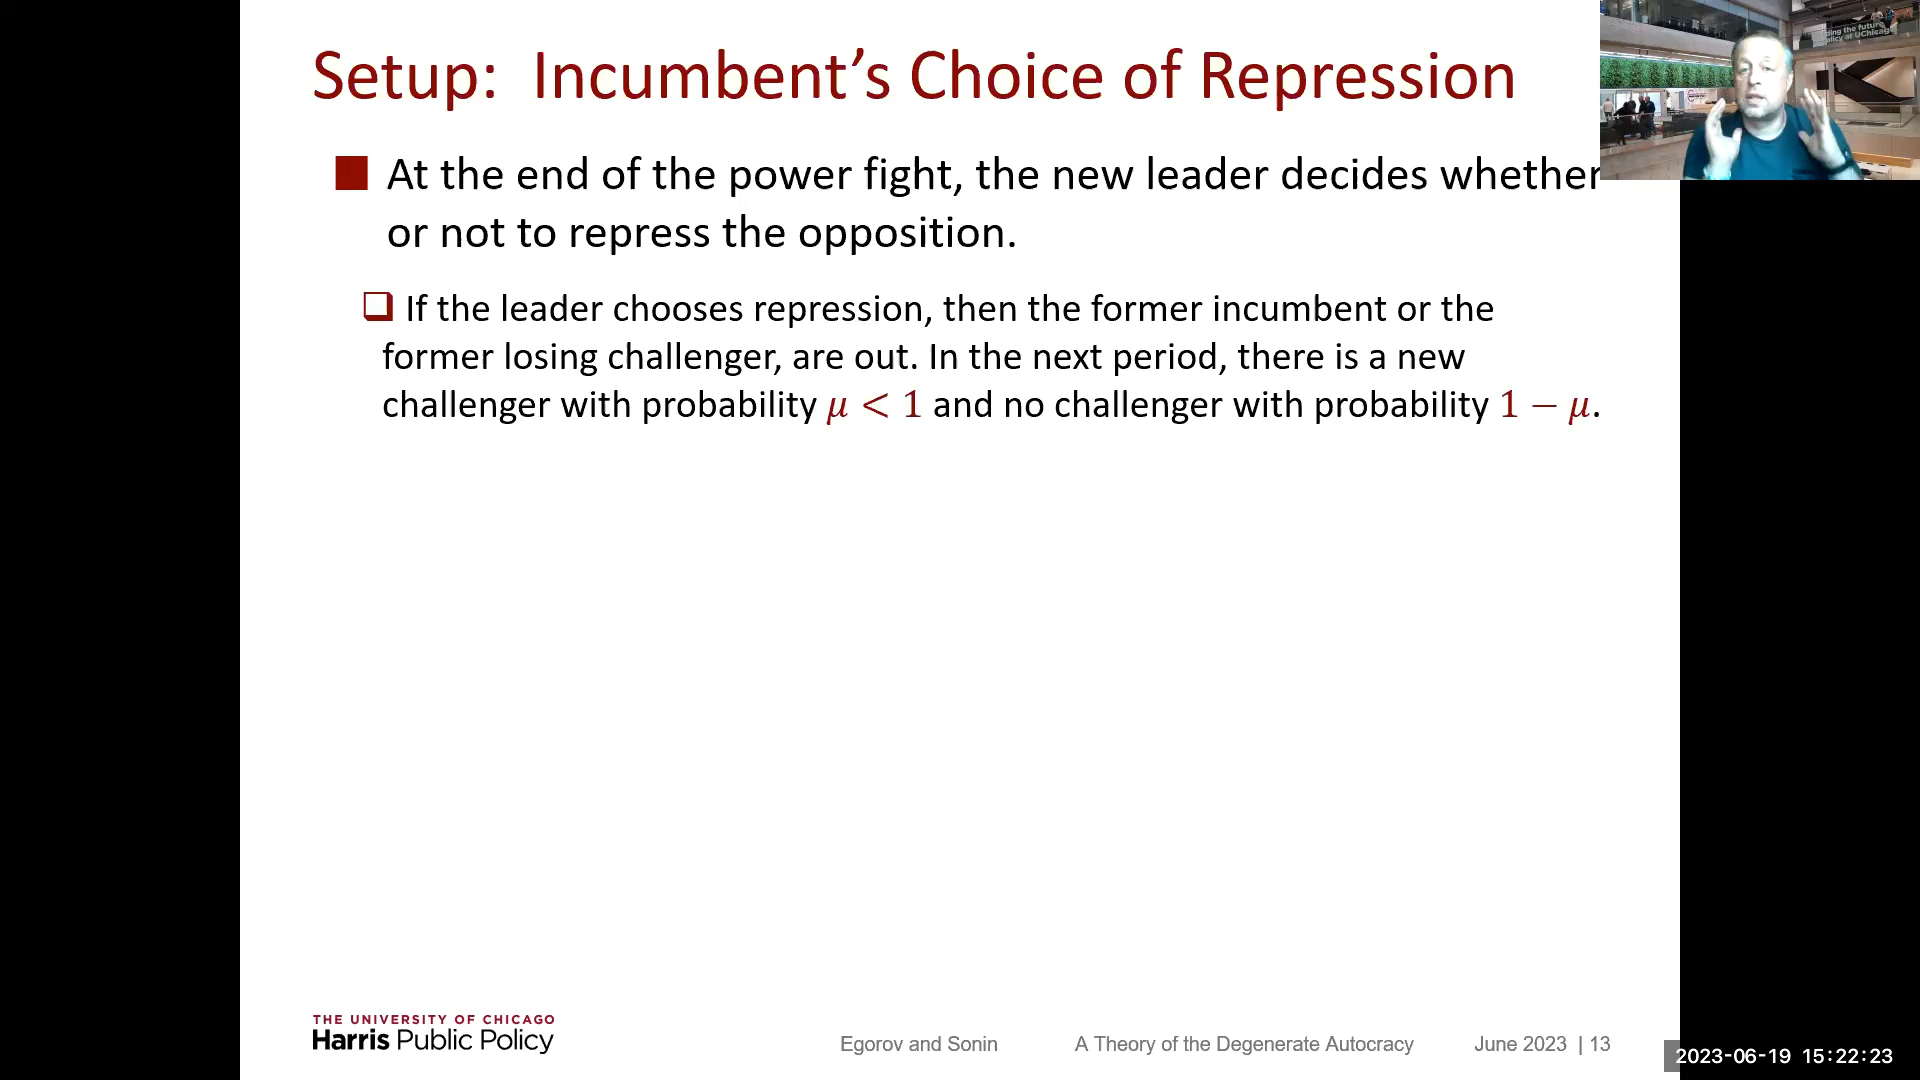 Setup: Incumbent’s Choice of Repression
At the end of the power fight, the new leader decides whether
or not to repress the opposition.
If the leader chooses repression, then the former incumbent or the
former losing challenger, are out. In the next period, there is a new
challenger with probability μ < 1 and no challenger with probability 1 − μ.
THE UNIVERSITY OF CHICAGO
Harris Public Policy
Egorov and Sonin A Theory of the Degenerate Autocracy June 2023 | 13
2023-06-19 15:22:23